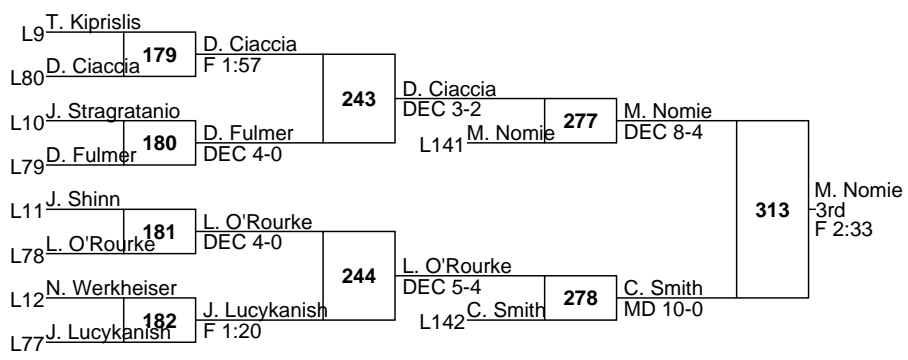 T. Kiprislis
L9
179
D. Ciaccia
F 1:57
D. Ciaccia
L80
243
D. Ciaccia
DEC 3-2
J. Stragratanio
L10
180
D. Fulmer
DEC 4-0
D. Fulmer
L79
M. Nomie
L141
277
M. Nomie
DEC 8-4
J. Shinn
L11
181
L. O'Rourke
DEC 4-0
L. O'Rourke
L78
244
L. O'Rourke
DEC 5-4
N. Werkheiser
L12
182
J. Lucykanish
F 1:20
J. Lucykanish
L77
C. Smith
L142
278
C. Smith
MD 10-0
313
M. Nomie
3rd
F 2:33